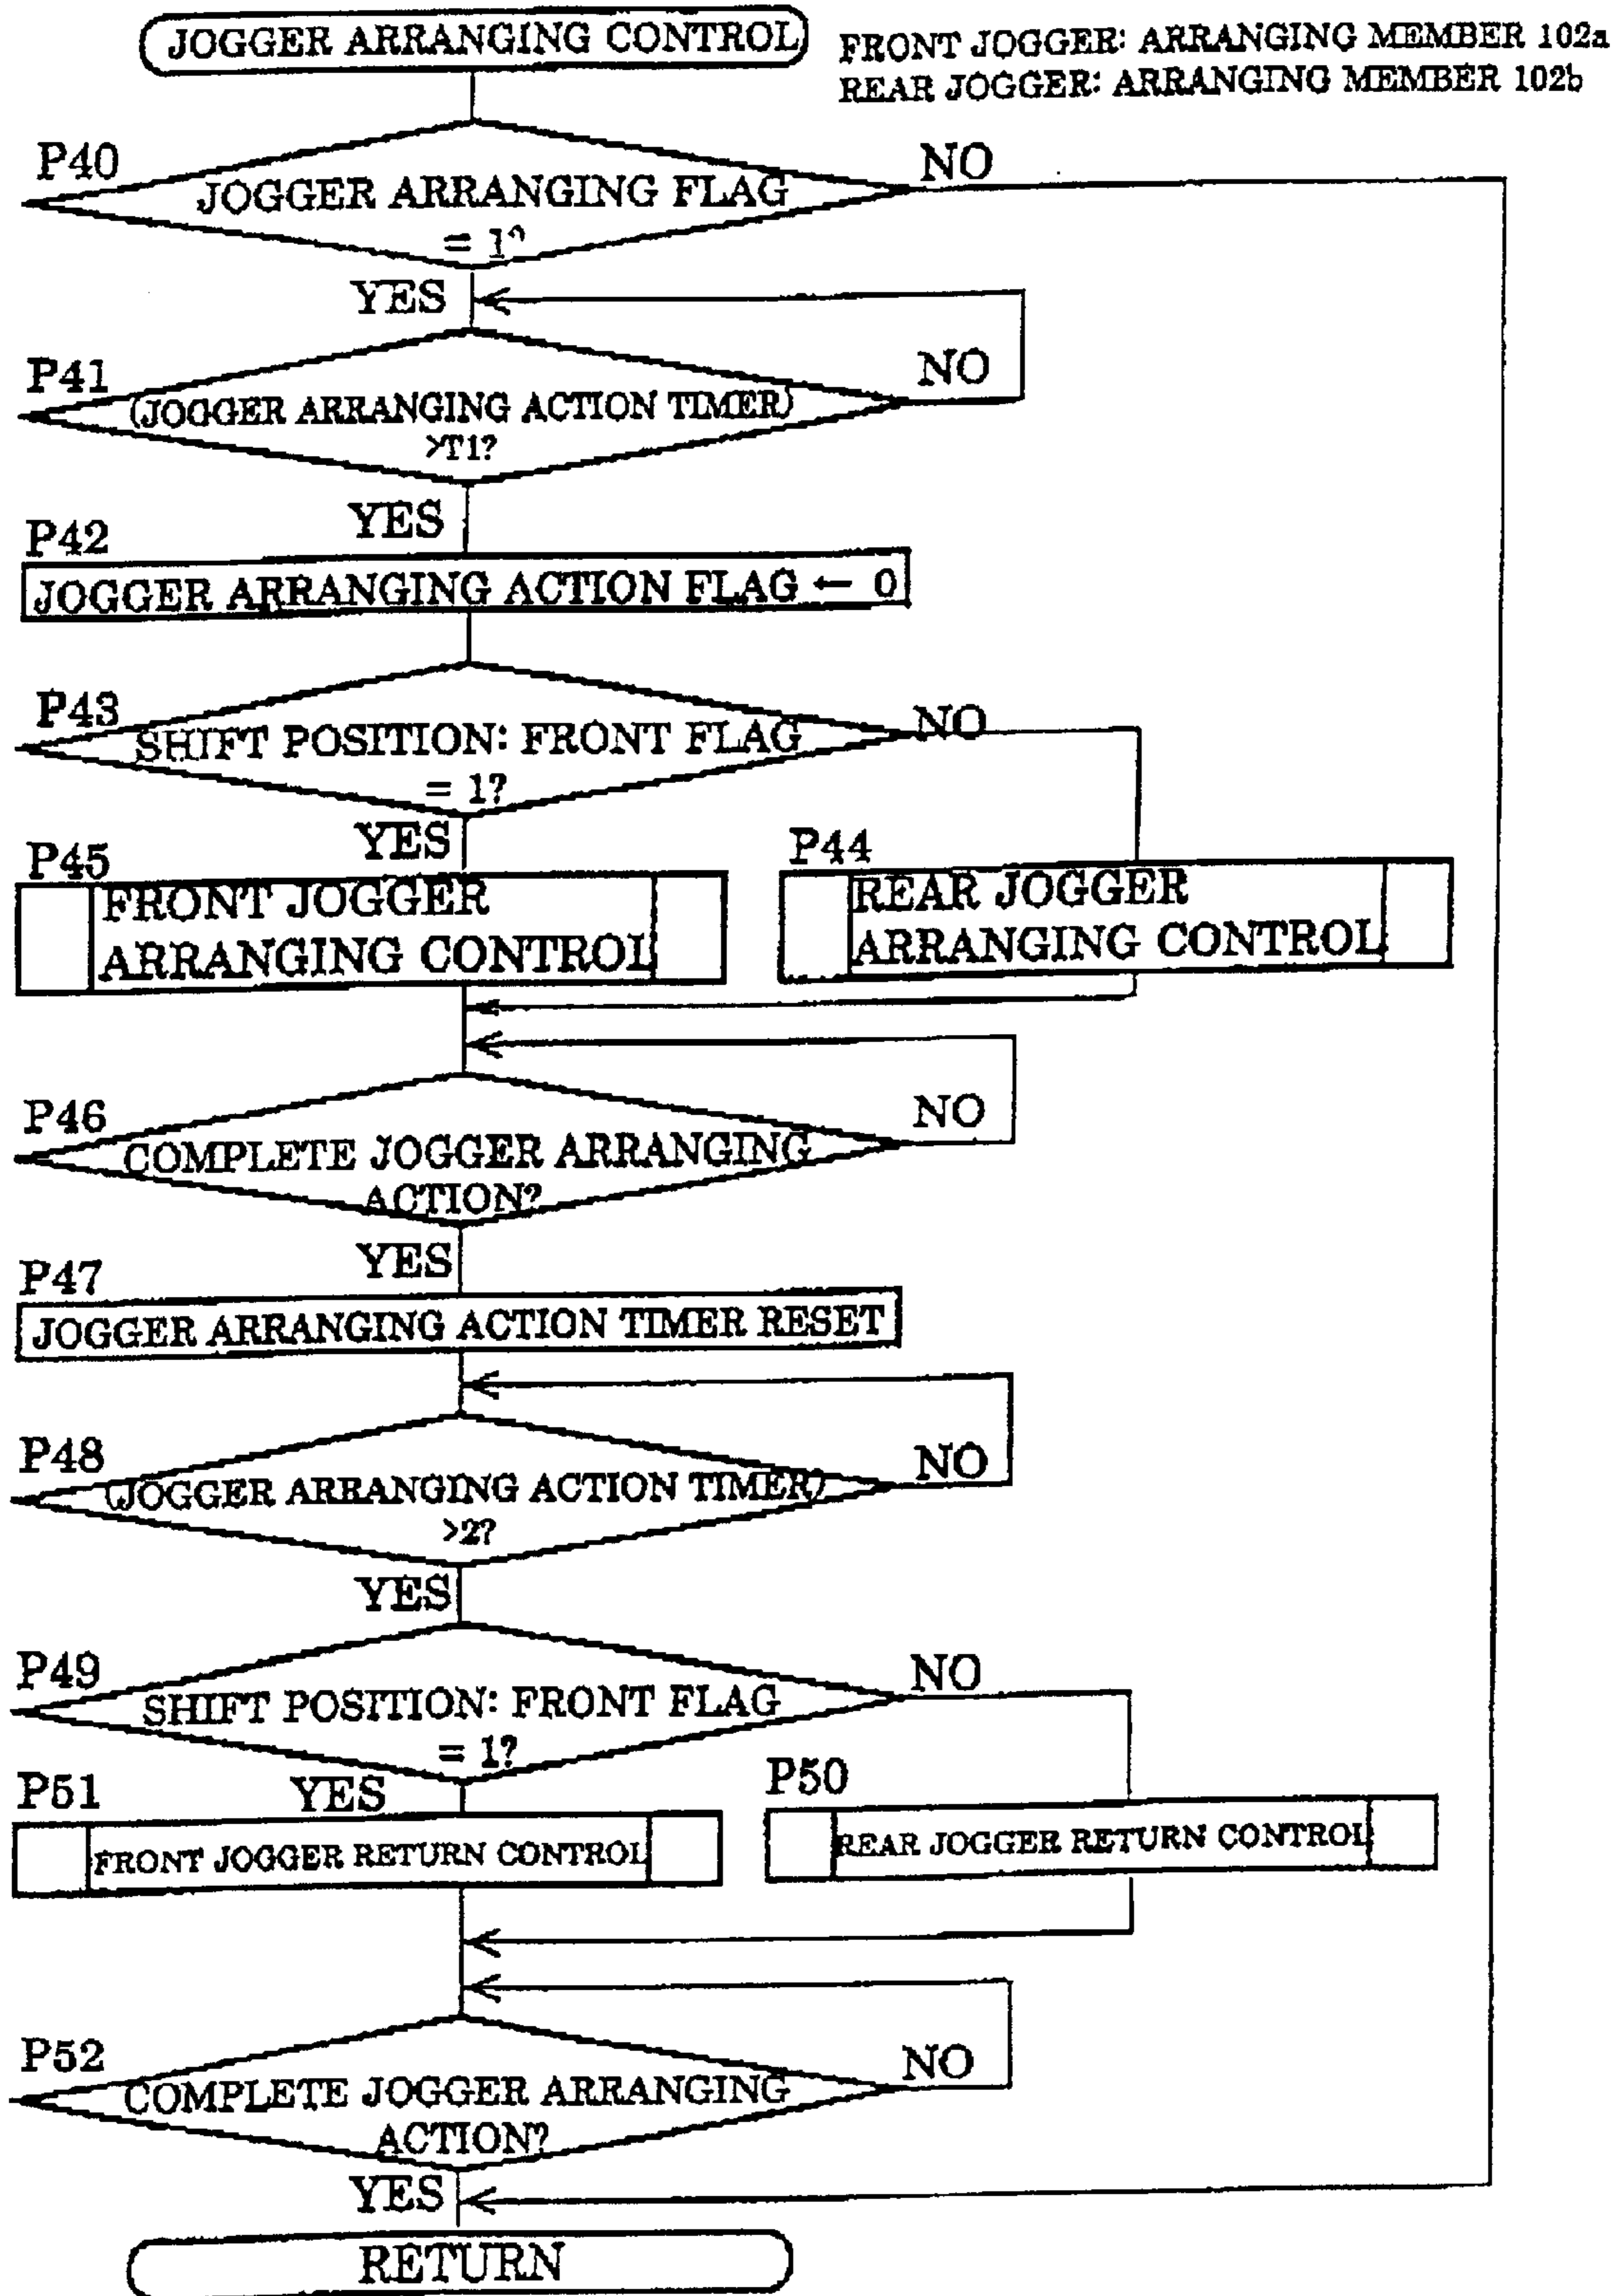 JOGGER ARRANGING CONTROL
FRONT JOGGER: ARRANGING MEMBER 102a
REAR JOGGER: ARRANGING MEMBER 102b
P40
JOGGER ARRANGING FLAG
= 1?
NO
YES
P41
(JOGGER ARRANGING ACTION TIMER)
>T1?
NO
YES
P42
JOGGER ARRANGING ACTION FLAG ← 0
P43
SHIFT POSITION: FRONT FLAG
= 1?
NO
YES
P45
FRONT JOGGER
ARRANGING CONTROL
P44
REAR JOGGER
ARRANGING CONTROL
P46
COMPLETE JOGGER ARRANGING
ACTION?
NO
YES
P47
JOGGER ARRANGING ACTION TIMER RESET
P48
(JOGGER ARRANGING ACTION TIMER)
>2?
NO
YES
P49
SHIFT POSITION: FRONT FLAG
= 1?
NO
YES
P51
FRONT JOGGER RETURN CONTROL
P50
REAR JOGGER RETURN CONTROL
P52
COMPLETE JOGGER ARRANGING
ACTION?
NO
YES
RETURN